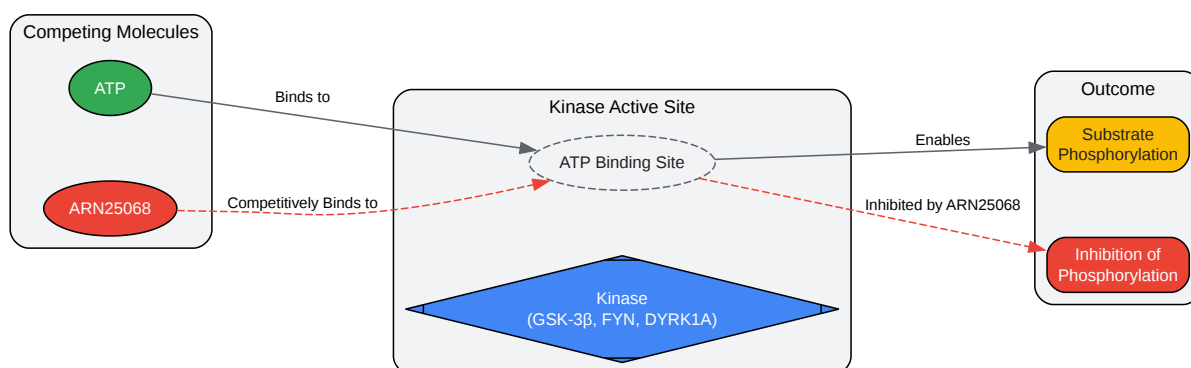 Competing Molecules
ATP
ARN25068
Binds to
Competitively Binds to
Kinase Active Site
ATP Binding Site
Kinase
(GSK-3β, FYN, DYRK1A)
Enables
Inhibited by ARN25068
Outcome
Substrate
Phosphorylation
Inhibition of
Phosphorylation